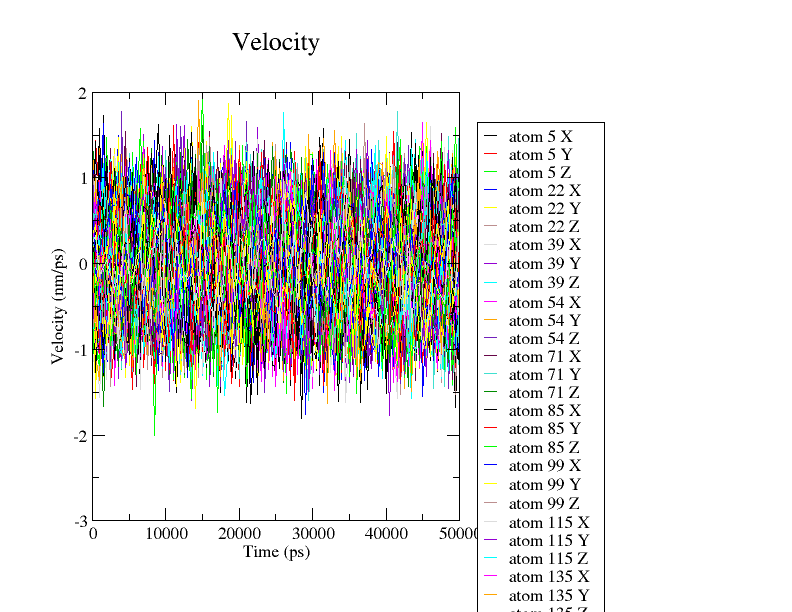 Velocity
2
1
0
-1
-2
-3
Velocity (nm/ps)
0 10000 20000 30000 40000 50000
Time (ps)
atom 5 X
atom 5 Y
atom 5 Z
atom 22 X
atom 22 Y
atom 22 Z
atom 39 X
atom 39 Y
atom 39 Z
atom 54 X
atom 54 Y
atom 54 Z
atom 71 X
atom 71 Y
atom 71 Z
atom 85 X
atom 85 Y
atom 85 Z
atom 99 X
atom 99 Y
atom 99 Z
atom 115 X
atom 115 Y
atom 115 Z
atom 135 X
atom 135 Y
atom 135 Z